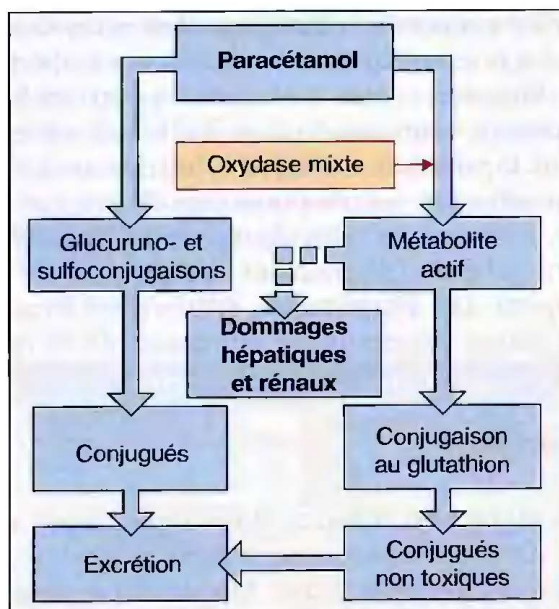 Paracétamol
Oxydase mixte
Glucurono- et
sulfoconjugaisons
Métabolite
actif
Dommages
hépatiques
et rénaux
Conjugués
Conjugaison
au glutathion
Excrétion
Conjugués
non toxiques